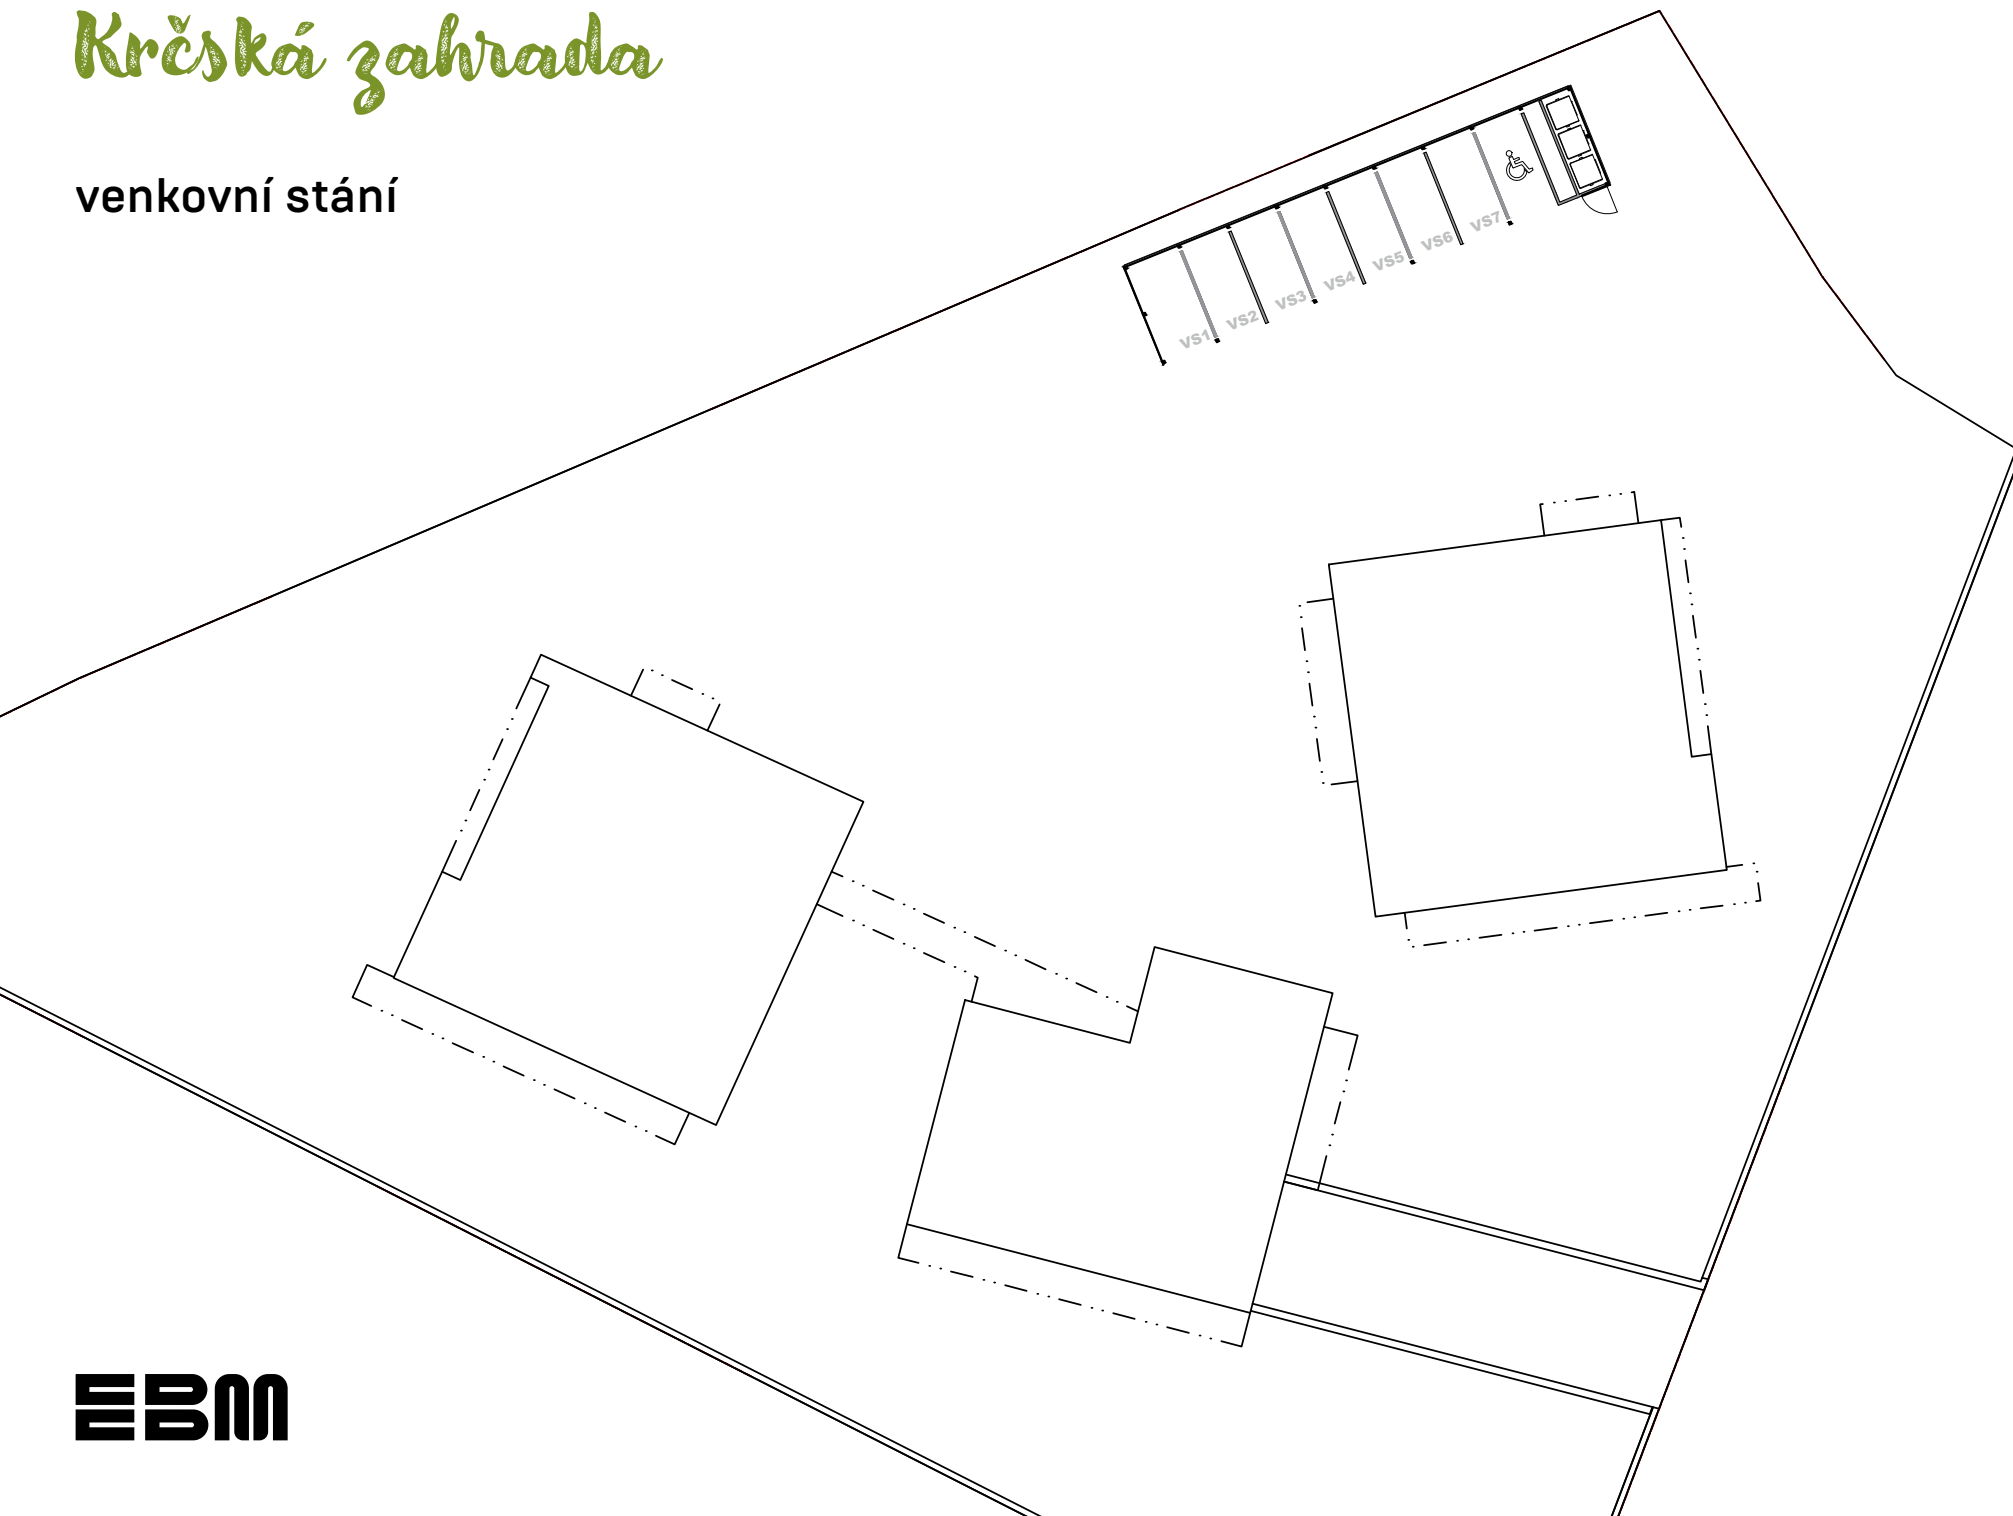 Krčská zahrada
venkovní stání
VS1
VS2
VS3
VS4
VS5
VS6
VS7
EBM